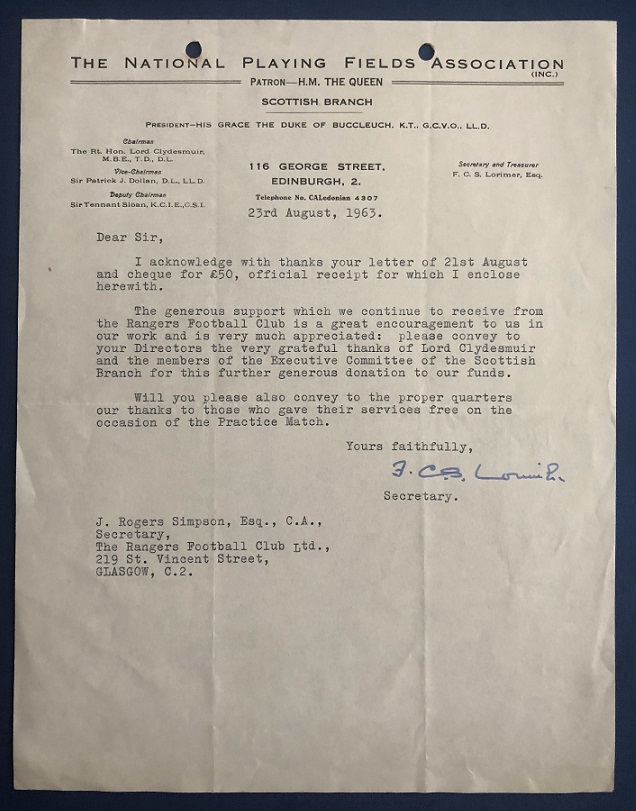 THE NATIONAL PLAYING FIELDS ASSOCIATION
(INC.)
PATRON—H.M. THE QUEEN
SCOTTISH BRANCH
PRESIDENT—HIS GRACE THE DUKE OF BUCCLEUCH, K.T., G.C.V.O., LL.D.
Chairman
The Rt. Hon. Lord Clydesmuir,
M.B.E., T.D., D.L.
Vice-Chairman
Sir Patrick J. Dollan, D.L., LL.D.
Deputy Chairman
Sir Tennant Sloan, K.C.I.E., C.S.I.
116 GEORGE STREET,
EDINBURGH, 2.
Telephone No. CALedonian 4307
Secretary and Treasurer
F. C. S. Lorimer, Esq.
23rd August, 1963.
Dear Sir,
I acknowledge with thanks your letter of 21st August
and cheque for £50, official receipt for which I enclose
herewith.
The generous support which we continue to receive from
the Rangers Football Club is a great encouragement to us in
our work and is very much appreciated: please convey to
your Directors the very grateful thanks of Lord Clydesmuir
and the members of the Executive Committee of the Scottish
Branch for this further generous donation to our funds.
Will you please also convey to the proper quarters
our thanks to those who gave their services free on the
occasion of the Practice Match.
Yours faithfully,
F. C. S. Lorimer.
Secretary.
J. Rogers Simpson, Esq., C.A.,
Secretary,
The Rangers Football Club Ltd.,
219 St. Vincent Street,
GLASGOW, C.2.